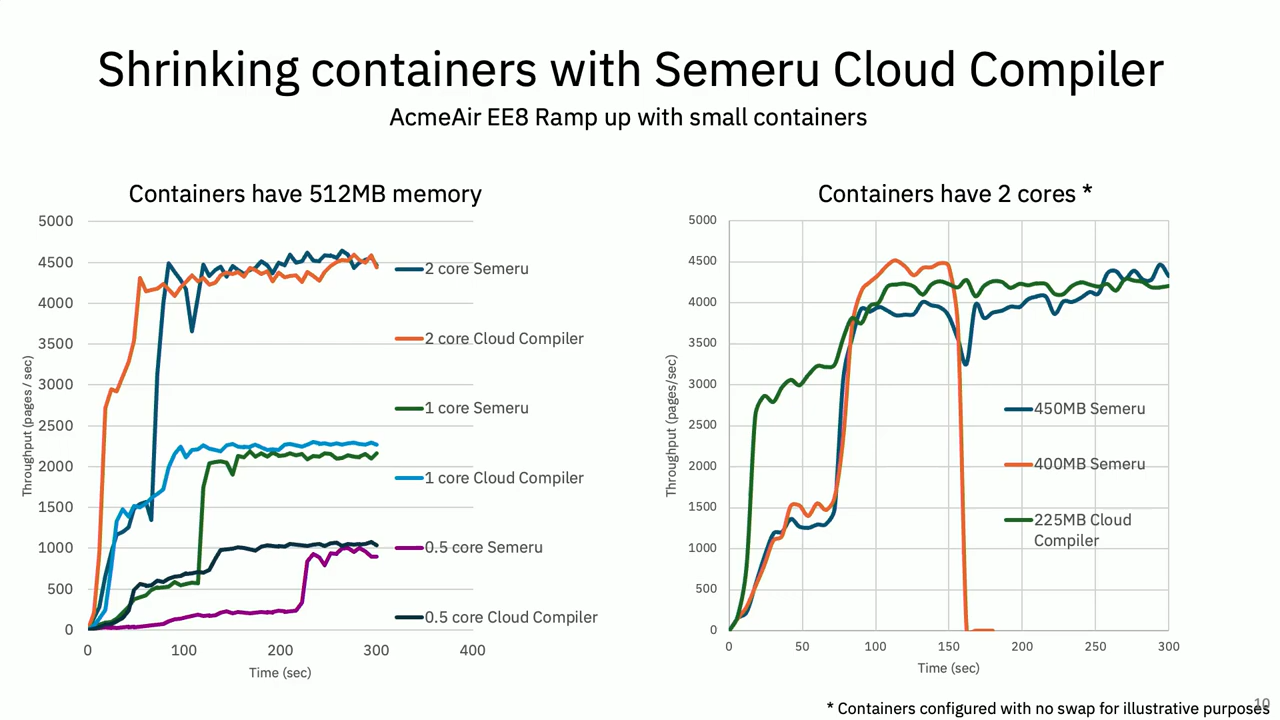 Shrinking containers with Semeru Cloud Compiler
AcmeAir EE8 Ramp up with small containers
Containers have 512MB memory
5000
4500
4000
3500
3000
2500
2000
1500
1000
500
0
Throughput (pages / sec)
0
100
200
300
400
Time (sec)
2 core Semeru
2 core Cloud Compiler
1 core Semeru
1 core Cloud Compiler
0.5 core Semeru
0.5 core Cloud Compiler
Containers have 2 cores *
5000
4500
4000
3500
3000
2500
2000
1500
1000
500
0
Throughput (pages/sec)
0
50
100
150
200
250
300
Time (sec)
450MB Semeru
400MB Semeru
225MB Cloud
Compiler
* Containers configured with no swap for illustrative purposes
10